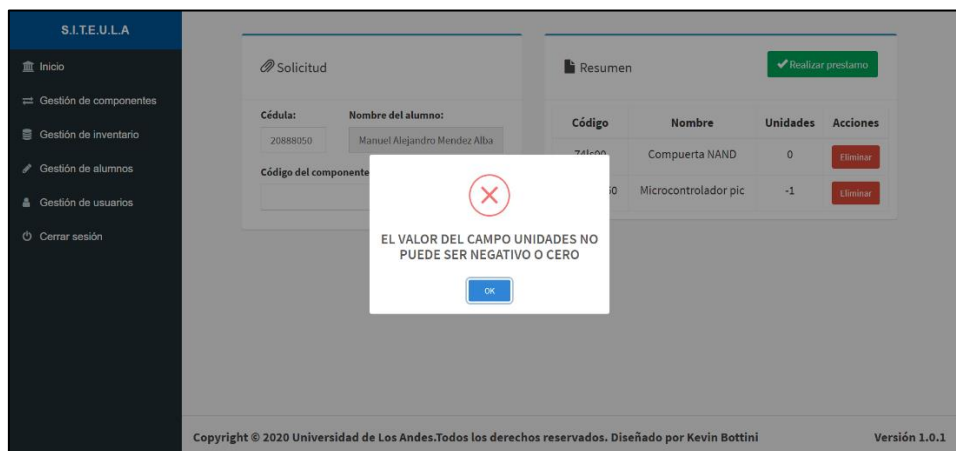 S.I.T.E.U.L.A
Inicio
Gestión de componentes
Gestión de inventario
Gestión de alumnos
Gestión de usuarios
Cerrar sesión
Solicitud
Cédula: Nombre del alumno:
20888050 Manuel Alejandro Mendez Alba
Código del componente
Resumen
Realizar prestamo
Código Nombre Unidades Acciones
74lc00 Compuerta NAND 0 Eliminar
Microcontrolador pic -1 Eliminar
EL VALOR DEL CAMPO UNIDADES NO
PUEDE SER NEGATIVO O CERO
OK
Copyright © 2020 Universidad de Los Andes.Todos los derechos reservados. Diseñado por Kevin Bottini Versión 1.0.1